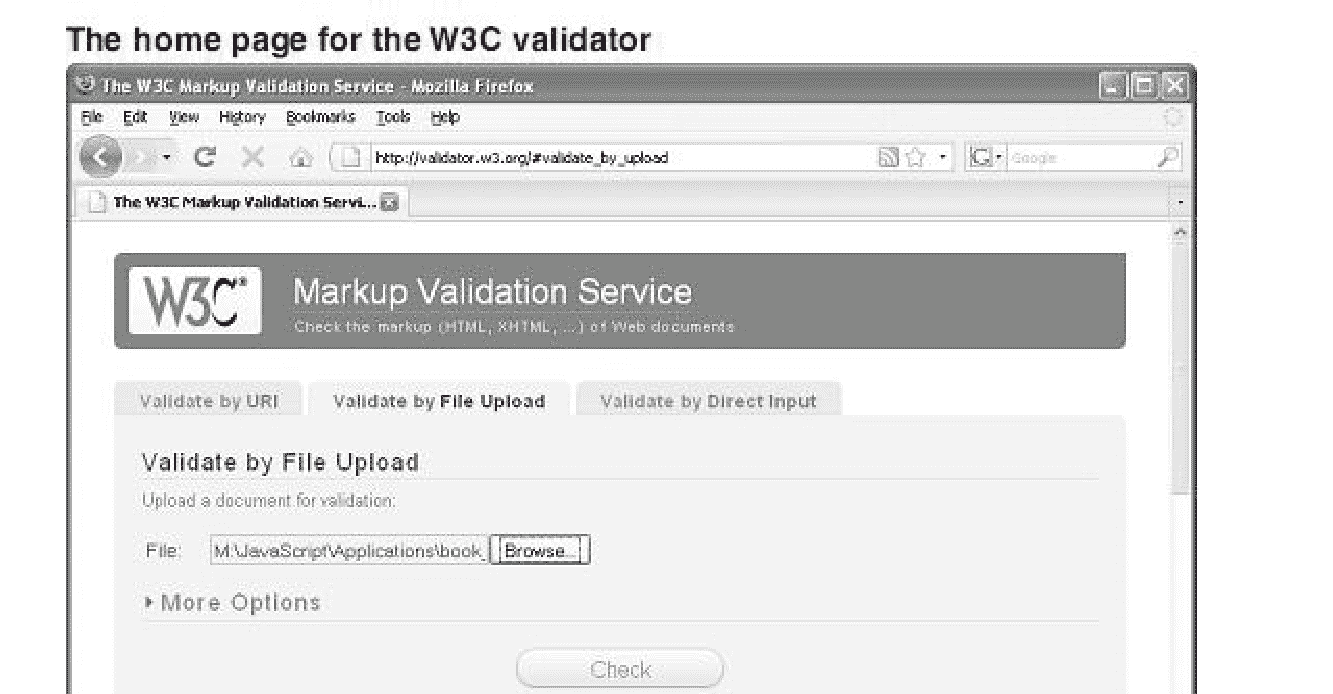 The home page for the W3C validator
The W3C Markup Validation Service - Mozilla Firefox
File Edit View History Bookmarks Tools Help
http://validator.w3.org/#validate_by_upload Google
The W3C Markup Validation Servi...
W3C® Markup Validation Service
Check the markup (HTML, XHTML, ...) of Web documents
Validate by URI Validate by File Upload Validate by Direct Input
Validate by File Upload
Upload a document for validation:
File: M:\JavaScript\Applications\book_ Browse...
More Options
Check